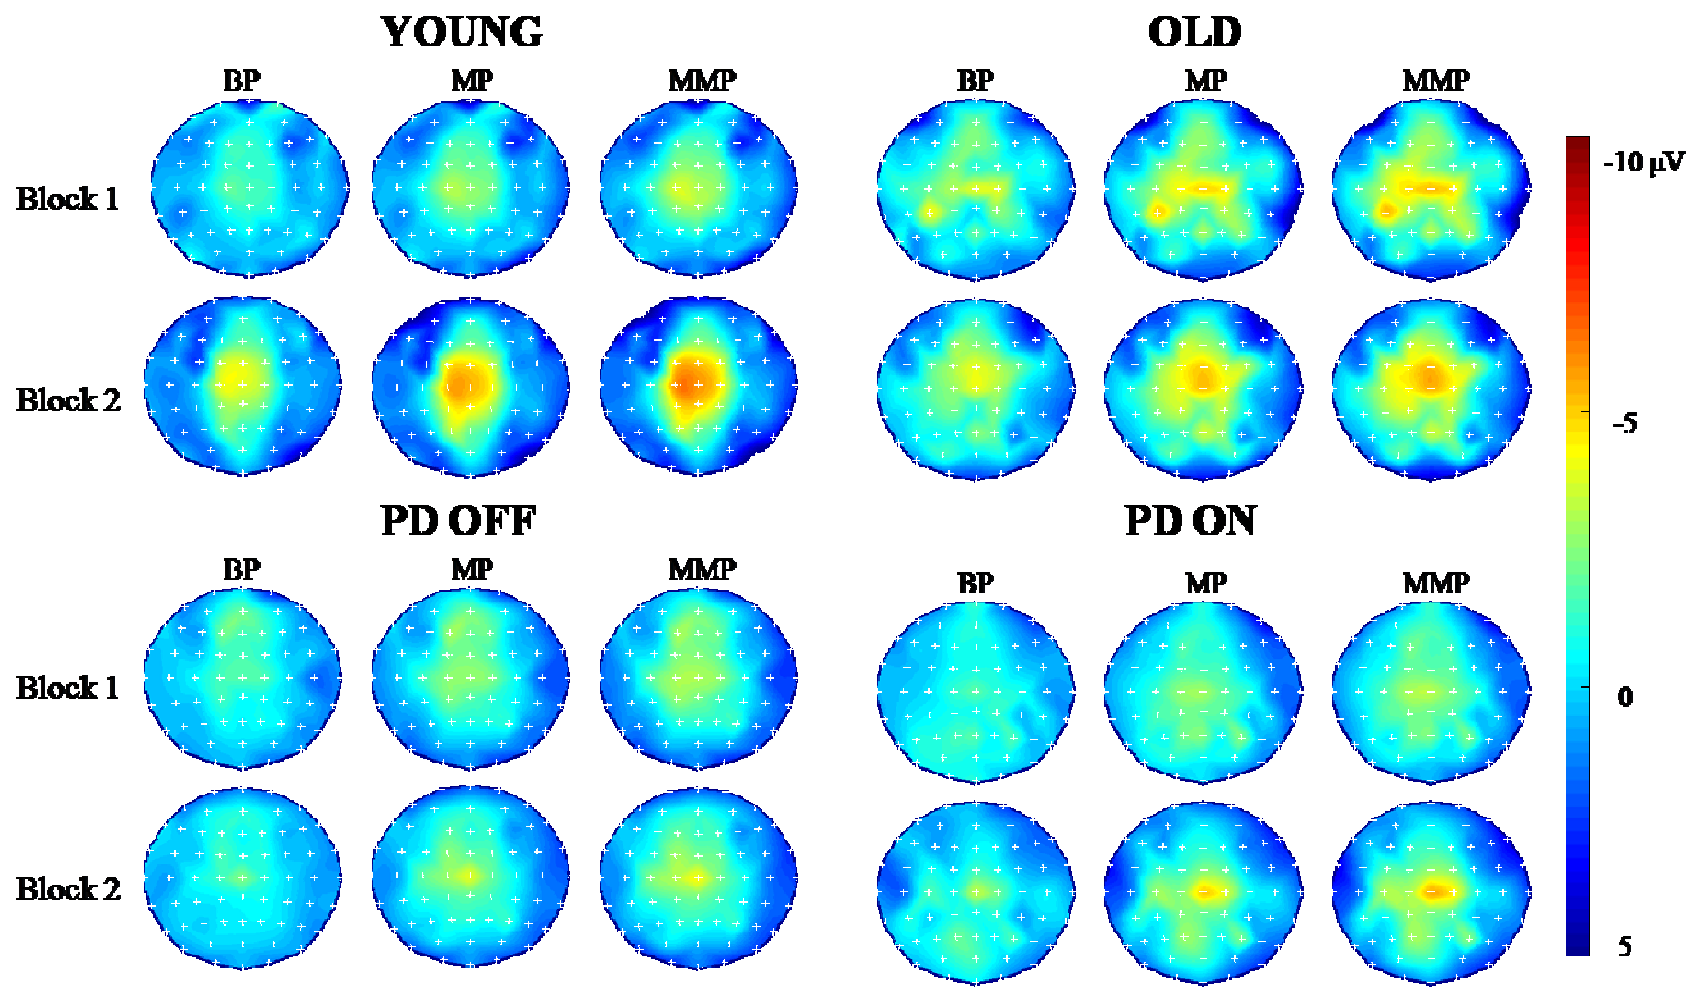 YOUNG OLD
BP MP MMP BP MP MMP
-10 µV
Block 1
Block 2
-5
PD OFF PD ON
BP MP MMP BP MP MMP
Block 1
0
Block 2
5